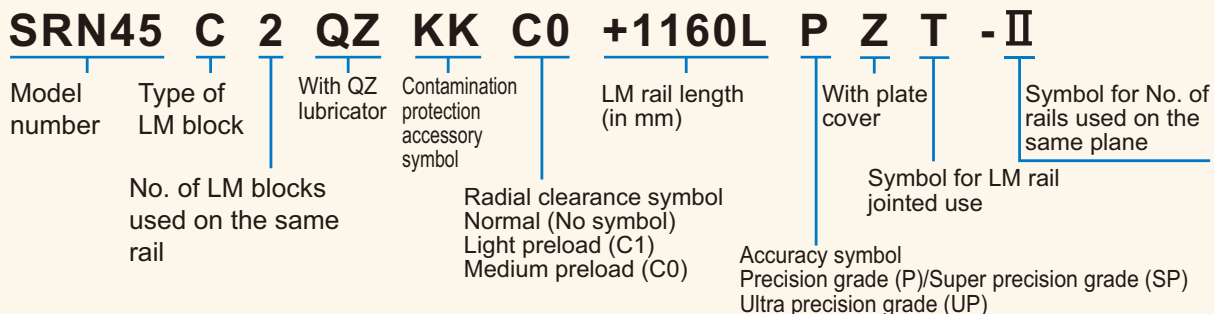 SRN45 C 2 QZ KK C0 +1160L P Z T -Ⅱ
Model
number
Type of
LM block
No. of LM blocks
used on the same
rail
With QZ
lubricator
Contamination
protection
accessory
symbol
Radial clearance symbol
Normal (No symbol)
Light preload (C1)
Medium preload (C0)
LM rail length
(in mm)
Accuracy symbol
Precision grade (P)/Super precision grade (SP)
Ultra precision grade (UP)
With plate
cover
Symbol for LM rail
jointed use
Symbol for No. of
rails used on the
same plane